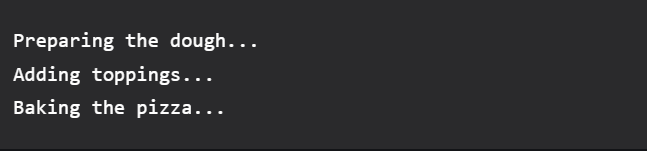 Preparing the dough...
Adding toppings...
Baking the pizza...